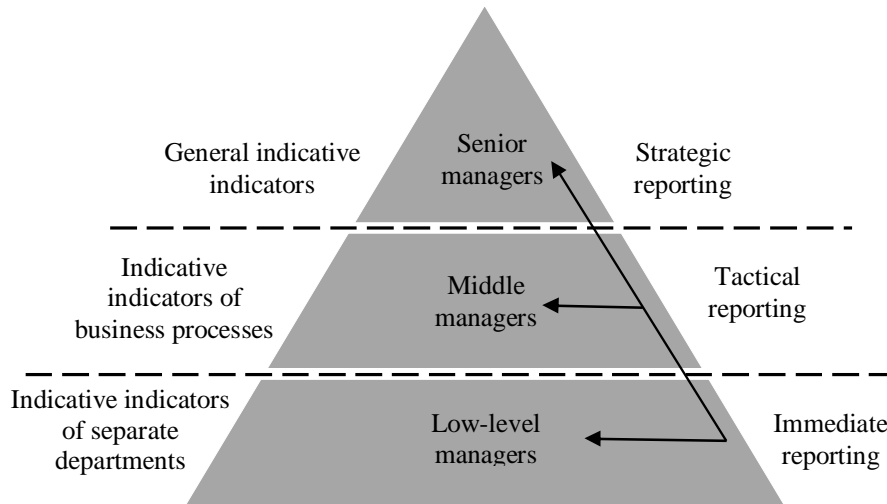 General indicative
indicators
Senior
managers
Strategic
reporting
Indicative
indicators of
business processes
Middle
managers
Tactical
reporting
Indicative indicators
of separate
departments
Low-level
managers
Immediate
reporting